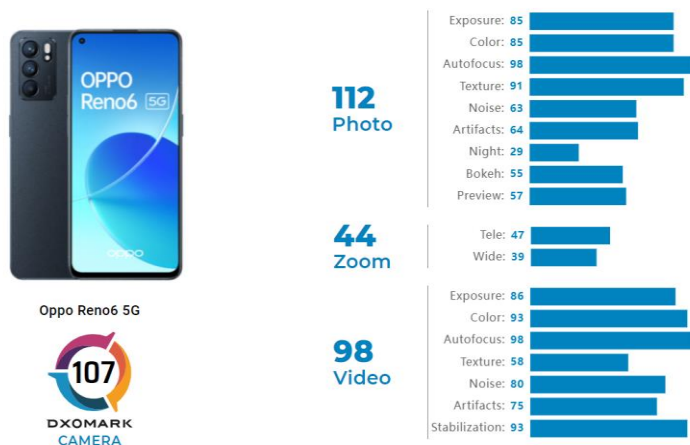 OPPO
Reno6 5G
oppo
Oppo Reno6 5G
107
DXOMARK
CAMERA
112
Photo
Exposure: 85
Color: 85
Autofocus: 98
Texture: 91
Noise: 63
Artifacts: 64
Night: 29
Bokeh: 55
Preview: 57
44
Zoom
Tele: 47
Wide: 39
98
Video
Exposure: 86
Color: 93
Autofocus: 98
Texture: 58
Noise: 80
Artifacts: 75
Stabilization: 93